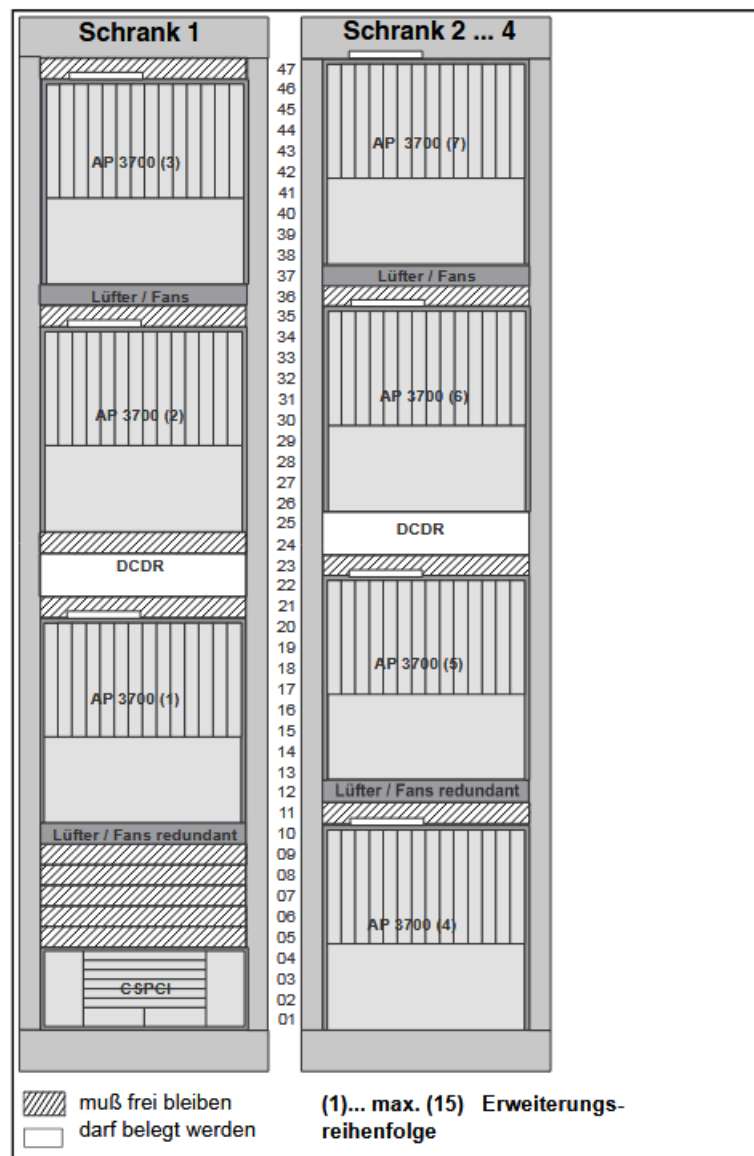 Schrank 1
AP 3700 (3)
Lüfter / Fans
AP 3700 (2)
DCDR
AP 3700 (1)
Lüfter / Fans redundant
CSPCI
47
46
45
44
43
42
41
40
39
38
37
36
35
34
33
32
31
30
29
28
27
26
25
24
23
22
21
20
19
18
17
16
15
14
13
12
11
10
09
08
07
06
05
04
03
02
01
Schrank 2 ... 4
AP 3700 (7)
Lüfter / Fans
AP 3700 (6)
DCDR
AP 3700 (5)
Lüfter / Fans redundant
AP 3700 (4)
muß frei bleiben
darf belegt werden
(1)... max. (15) Erweiterungs-
reihenfolge